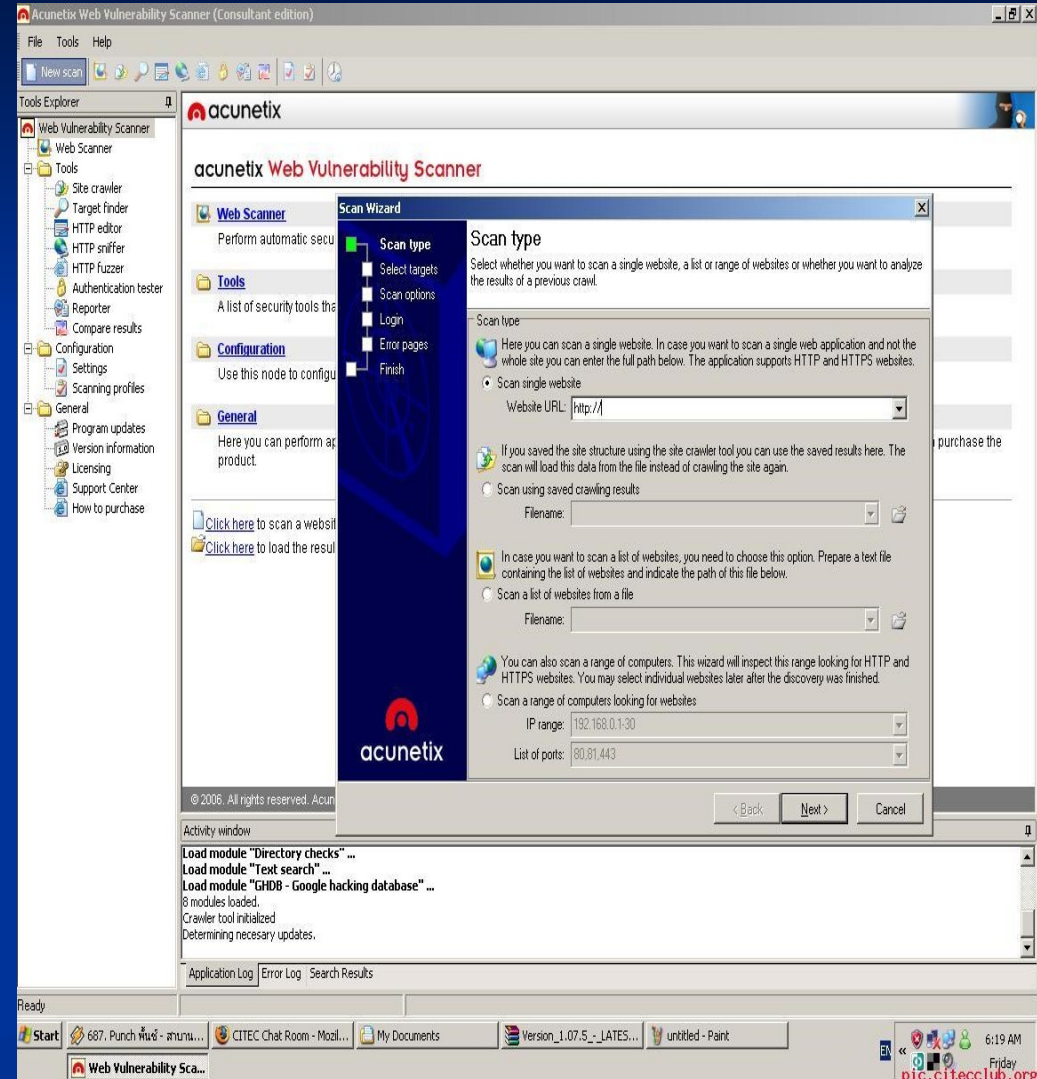 Acunetix Web Vulnerability Scanner (Consultant edition)
File Tools Help
New scan
Tools Explorer
Web Vulnerability Scanner
Web Scanner
Tools
Site crawler
Target finder
HTTP editor
HTTP sniffer
HTTP fuzzer
Authentication tester
Reporter
Compare results
Configuration
Settings
Scanning profiles
General
Program updates
Version information
Licensing
Support Center
How to purchase
acunetix
acunetix Web Vulnerability Scanner
Web Scanner
Perform automatic secu
Tools
A list of security tools tha
Configuration
Use this node to configu
General
Here you can perform ap
purchase the
product.
Click here to scan a websit
Click here to load the resul
© 2006. All rights reserved. Acun
Scan Wizard
Scan type
Select targets
Scan options
Login
Error pages
Finish
acunetix
Scan type
Select whether you want to scan a single website, a list or range of websites or whether you want to analyze
the results of a previous crawl.
Scan type
Here you can scan a single website. In case you want to scan a single web application and not the
whole site you can enter the full path below. The application supports HTTP and HTTPS websites.
Scan single website
Website URL: http://
If you saved the site structure using the site crawler tool you can use the saved results here. The
scan will load this data from the file instead of crawling the site again.
Scan using saved crawling results
Filename:
In case you want to scan a list of websites, you need to choose this option. Prepare a text file
containing the list of websites and indicate the path of this file below.
Scan a list of websites from a file
Filename:
You can also scan a range of computers. This wizard will inspect this range looking for HTTP and
HTTPS websites. You may select individual websites later after the discovery was finished.
Scan a range of computers looking for websites
IP range: 192.168.0.1-30
List of ports: 80,81,443
< Back Next > Cancel
Activity window
Load module "Directory checks" ...
Load module "Text search" ...
Load module "GHDB - Google hacking database" ...
8 modules loaded.
Crawler tool initialized
Determining necesary updates.
Application Log Error Log Search Results
Ready
Start 687. Punch พื้นช์ - สาบาน... CITEC Chat Room - Mozil... My Documents Version_1.07.5_-_LATES... untitled - Paint EN « 6:19 AM
Web Vulnerability Sca... Friday
pic.citecclub.org